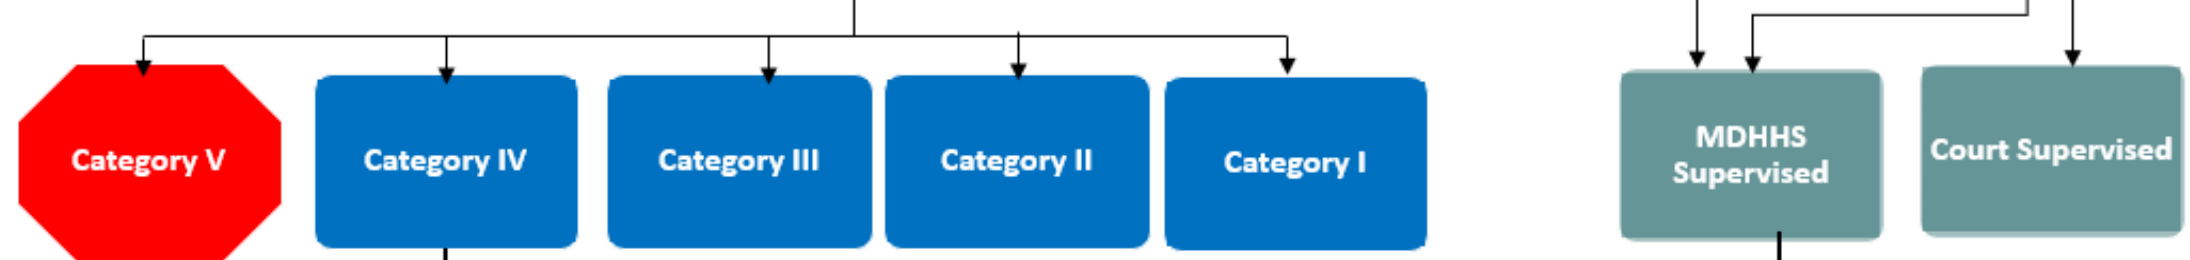 Category V
Category IV
Category III
Category II
Category I
MDHHS
Supervised
Court Supervised